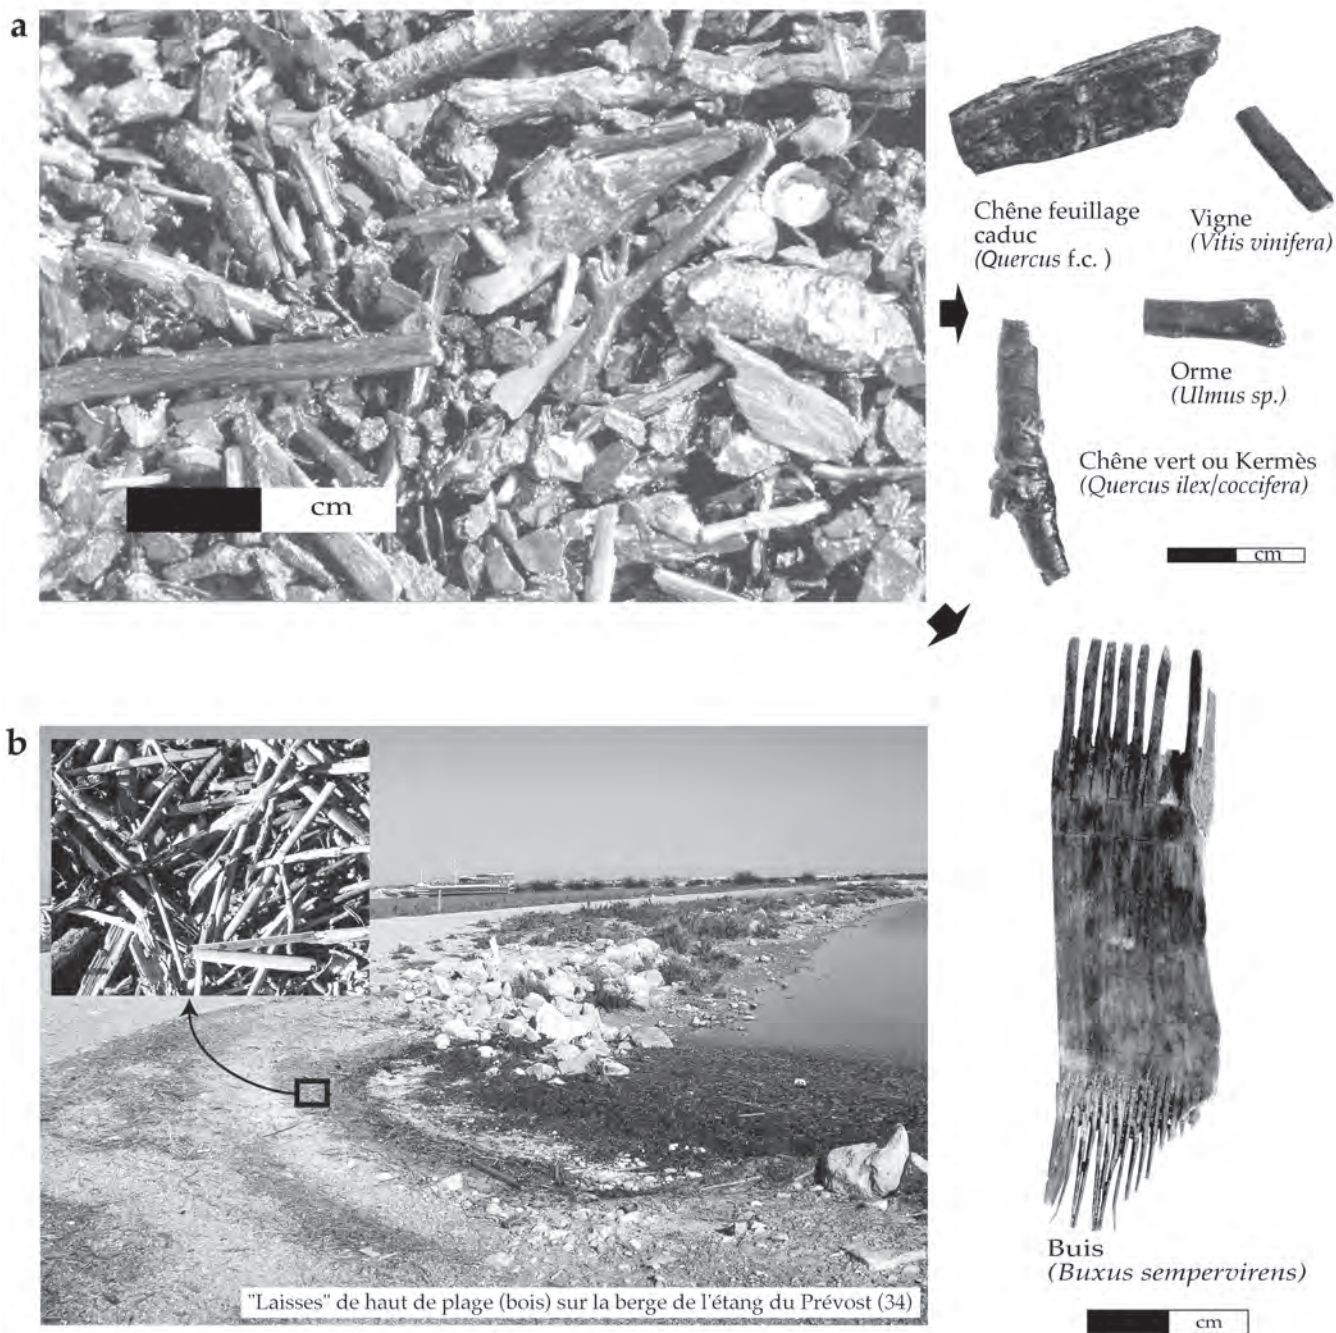 a
Chêne feuillage
caduc
(Quercus f.c. )
Vigne
(Vitis vinifera)
Orme
(Ulmus sp.)
Chêne vert ou Kermès
(Quercus ilex/coccifera)
cm
cm
b
"Laisses" de haut de plage (bois) sur la berge de l'étang du Prévost (34)
Buis
(Buxus sempervirens)
cm